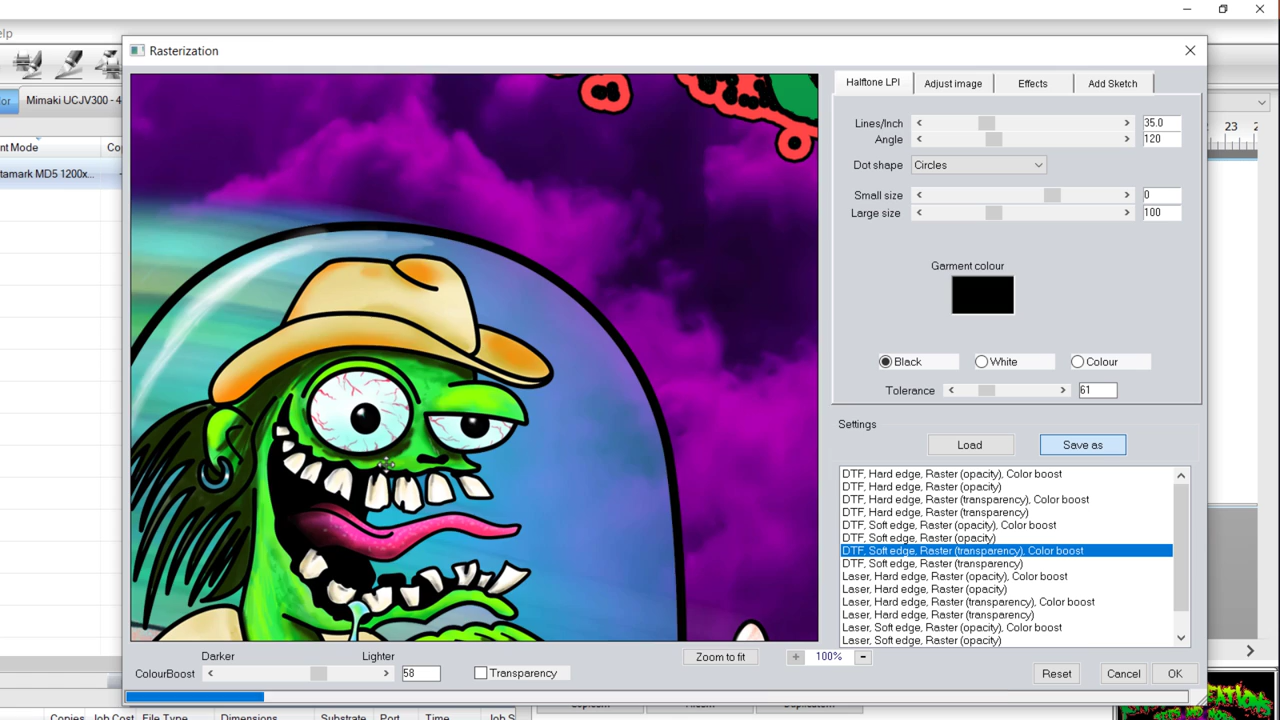 elp
Rasterization
or
Mimaki UCJV300 - 4
nt Mode
Co
tamark MD5 1200x...
Halftone LPI
Adjust image
Effects
Add Sketch
Lines/Inch
35.0
Angle
120
Dot shape
Circles
Small size
0
Large size
100
Garment colour
Black
White
Colour
Tolerance
61
23
Settings
Load
Save as
DTF, Hard edge, Raster (opacity), Color boost
DTF, Hard edge, Raster (opacity)
DTF, Hard edge, Raster (transparency), Color boost
DTF, Hard edge, Raster (transparency)
DTF, Soft edge, Raster (opacity), Color boost
DTF, Soft edge, Raster (opacity)
DTF, Soft edge, Raster (transparency), Color boost
DTF, Soft edge, Raster (transparency)
Laser, Hard edge, Raster (opacity), Color boost
Laser, Hard edge, Raster (opacity)
Laser, Hard edge, Raster (transparency), Color boost
Laser, Hard edge, Raster (transparency)
Laser, Soft edge, Raster (opacity), Color boost
Laser, Soft edge, Raster (opacity)
Darker
Lighter
Zoom to fit
+ 100% -
ColourBoost
58
Transparency
Reset
Cancel
OK
Copies
Job Cost
File Type
Dimensions
Substrate
Port
Time
Job S